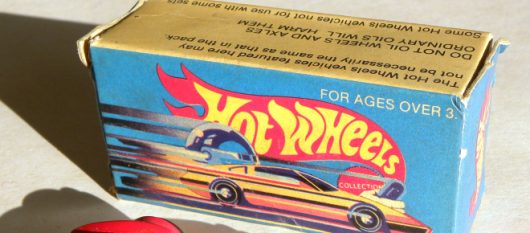 The Hot Wheels vehicles featured here may
not be necessarily the same as that in the pack.
DO NOT OIL WHEELS AND AXLES
ORDINARY OILS WILL HARM THEM
Some Hot Wheels vehicles not for use with some sets
FOR AGES OVER 3.
Hot Wheels
COLLECTION